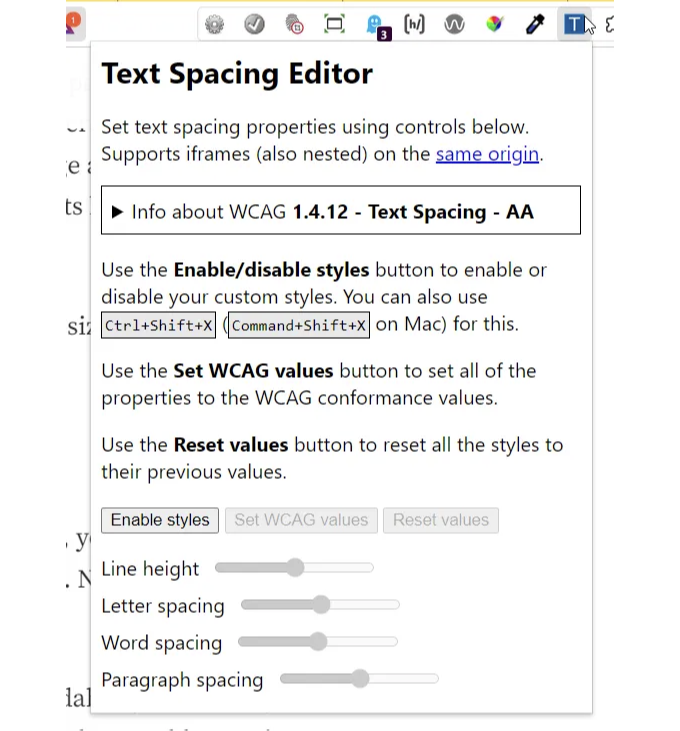 1
[h/]
3
T
Text Spacing Editor
Set text spacing properties using controls below.
Supports iframes (also nested) on the same origin.
▶ Info about WCAG 1.4.12 - Text Spacing - AA
Use the Enable/disable styles button to enable or
disable your custom styles. You can also use
Ctrl+Shift+X (Command+Shift+X on Mac) for this.
Use the Set WCAG values button to set all of the
properties to the WCAG conformance values.
Use the Reset values button to reset all the styles to
their previous values.
Enable styles Set WCAG values Reset values
Line height
Letter spacing
Word spacing
Paragraph spacing